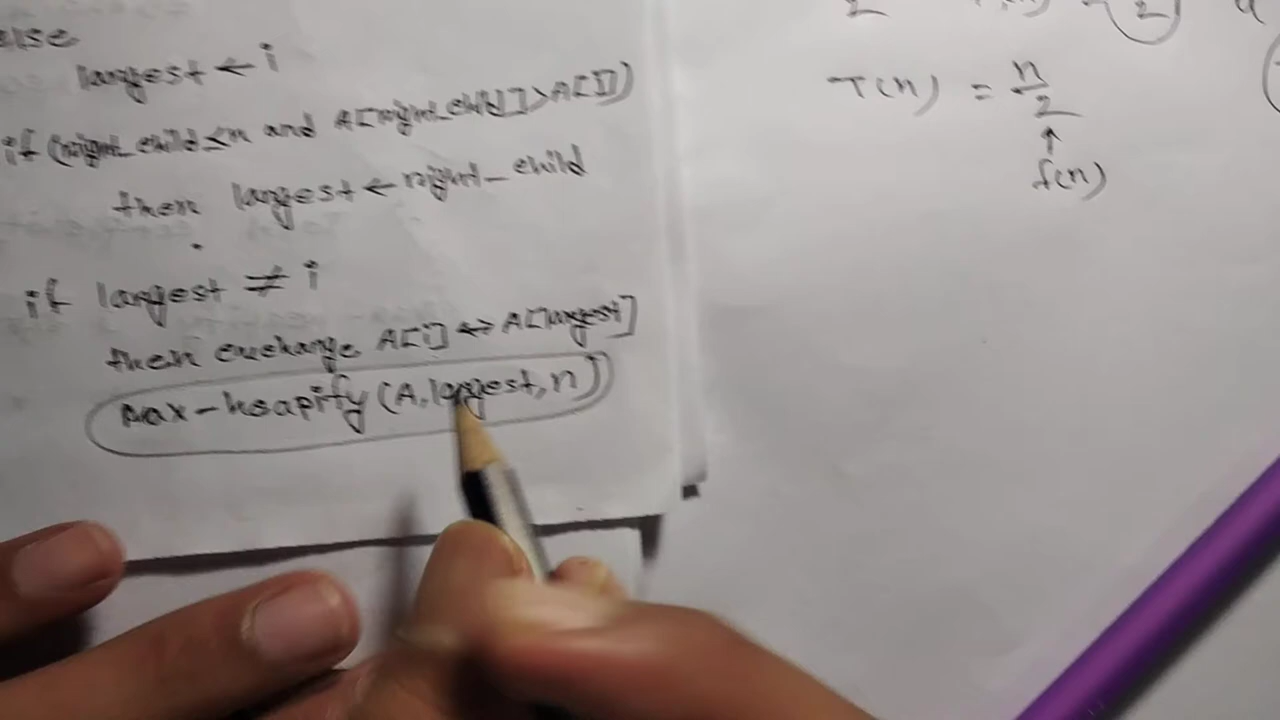 else
largest ← i
if (right_child ≤ n and A[right_child] > A[I])
then largest ← right_child
if largest ≠ i
then exchange A[i] ↔ A[largest]
Max-heapify (A, largest, n)
T(n) = n/2
↑
f(n)